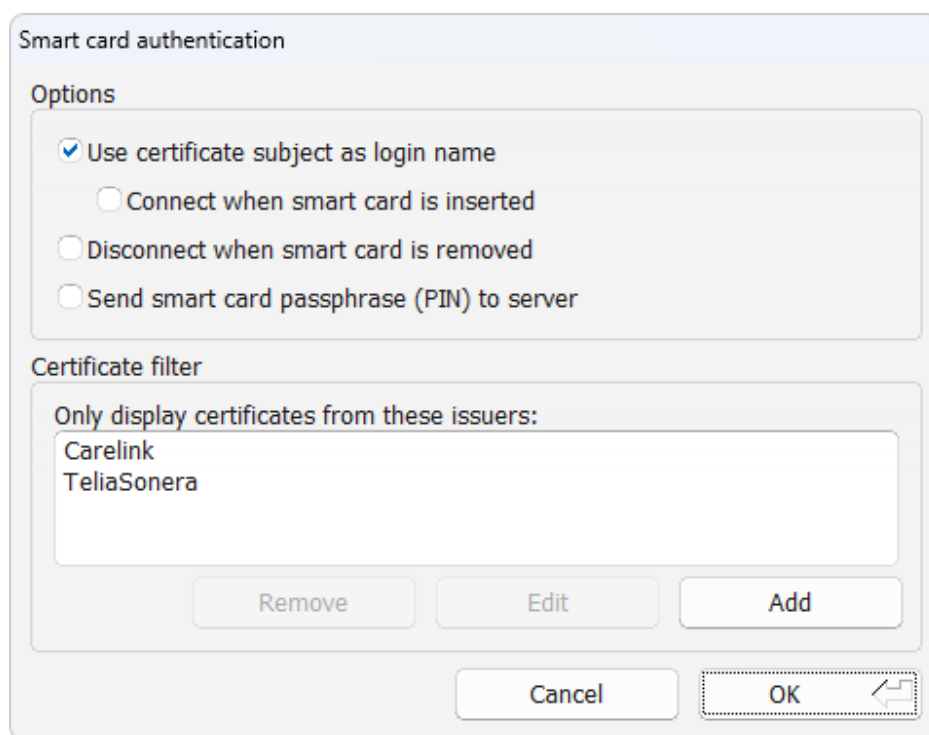 Smart card authentication
Options
Use certificate subject as login name
Connect when smart card is inserted
Disconnect when smart card is removed
Send smart card passphrase (PIN) to server
Certificate filter
Only display certificates from these issuers:
Carelink
TeliaSonera
Remove Edit Add
Cancel OK